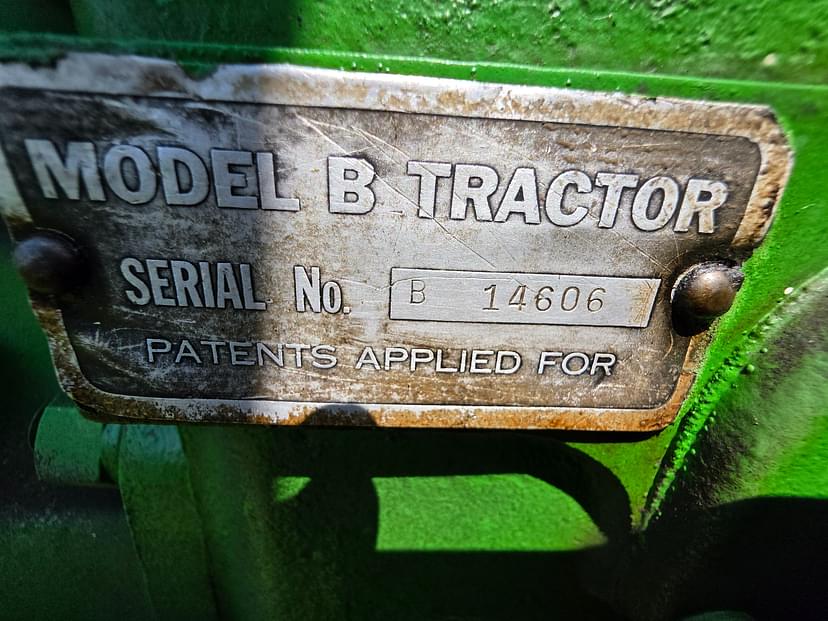 MODEL B TRACTOR
SERIAL No. B 14606
PATENTS APPLIED FOR